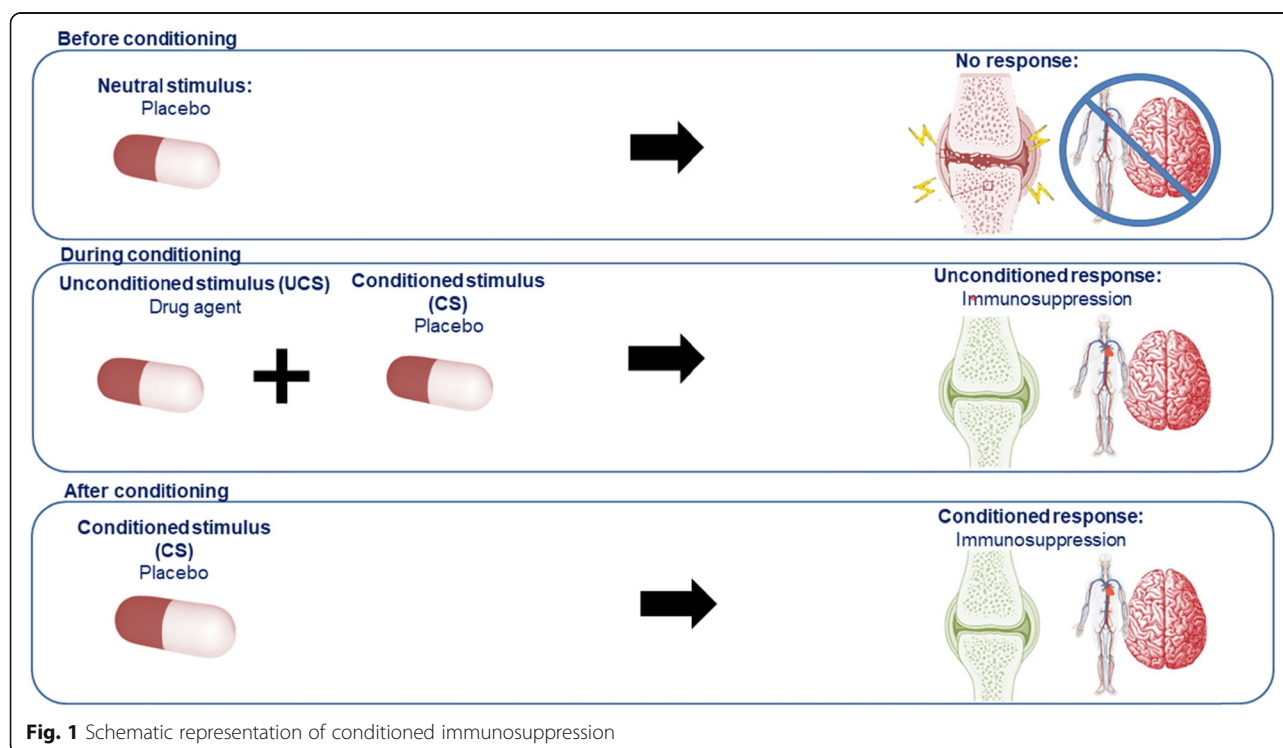 Before conditioning
Neutral stimulus:
Placebo
No response:
During conditioning
Unconditioned stimulus (UCS)
Drug agent
Conditioned stimulus
(CS)
Placebo
Unconditioned response:
Immunosuppression
After conditioning
Conditioned stimulus
(CS)
Placebo
Conditioned response:
Immunosuppression
Fig. 1 Schematic representation of conditioned immunosuppression